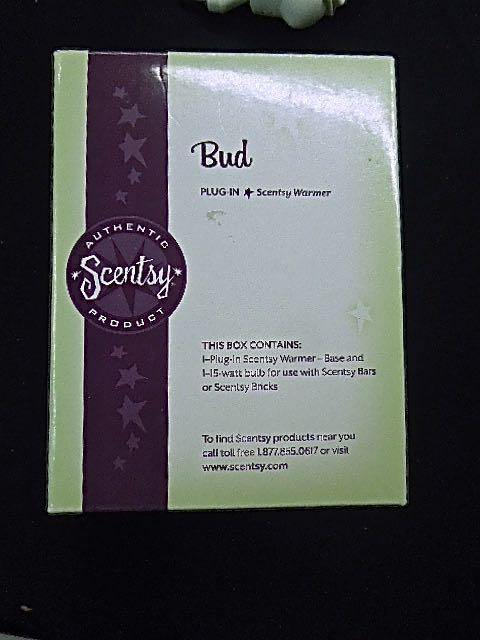 Bud
PLUG-IN Scentsy Warmer
AUTHENTIC
Scentsy
PRODUCT
THIS BOX CONTAINS:
1-Plug-In Scentsy Warmer - Base and
1-15-watt bulb for use with Scentsy Bars
or Scentsy Bricks
To find Scentsy products near you
call toll free 1.877.855.0617 or visit
www.scentsy.com